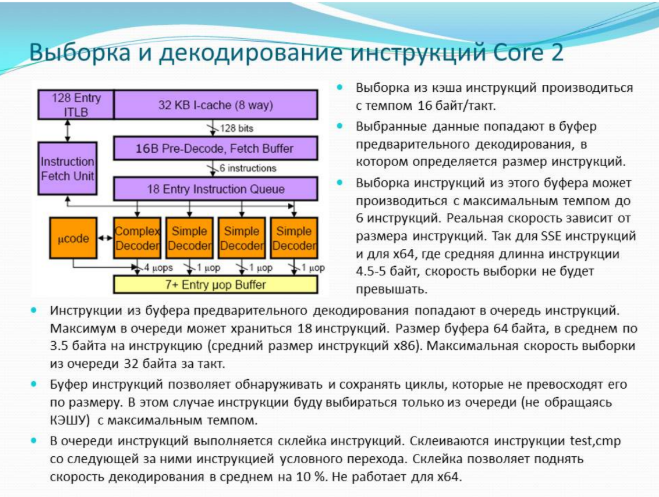 Выборка и декодирование инструкций Core 2
128 Entry
ITLB
32 KB I-cache (8 way)
128 bits
Instruction
Fetch Unit
16B Pre-Decode, Fetch Buffer
6 instructions
18 Entry Instruction Queue
µcode
Complex
Decoder
Simple
Decoder
Simple
Decoder
Simple
Decoder
4 µops
1 µop
1 µop
1 µop
7+ Entry µop Buffer
Выборка из кэша инструкций производиться
с темпом 16 байт/такт.
Выбранные данные попадают в буфер
предварительного декодирования, в
котором определяется размер инструкций.
Выборка инструкций из этого буфера может
производиться с максимальным темпом до
6 инструкций. Реальная скорость зависит от
размера инструкций. Так для SSE инструкций
и для x64, где средняя длинна инструкции
4.5-5 байт, скорость выборки не будет
превышать.
Инструкции из буфера предварительного декодирования попадают в очередь инструкций.
Максимум в очереди может храниться 18 инструкций. Размер буфера 64 байта, в среднем по
3.5 байта на инструкцию (средний размер инструкций x86). Максимальная скорость выборки
из очереди 32 байта за такт.
Буфер инструкций позволяет обнаруживать и сохранять циклы, которые не превосходят его
по размеру. В этом случае инструкции буду выбираться только из очереди (не обращаясь
КЭШУ) с максимальным темпом.
В очереди инструкций выполняется склейка инструкций. Склеиваются инструкции test,cmp
со следующей за ними инструкцией условного перехода. Склейка позволяет поднять
скорость декодирования в среднем на 10 %. Не работает для x64.